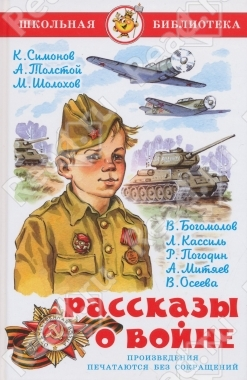 ШКОЛЬНАЯ БИБЛИОТЕКА
К. Симонов
А. Толстой
М. Шолохов
В. Богомолов
Л. Кассиль
Р. Погодин
А. Митяев
В. Осеева
РАССКАЗЫ
О ВОЙНЕ
ПРОИЗВЕДЕНИЯ
ПЕЧАТАЮТСЯ БЕЗ СОКРАЩЕНИЙ